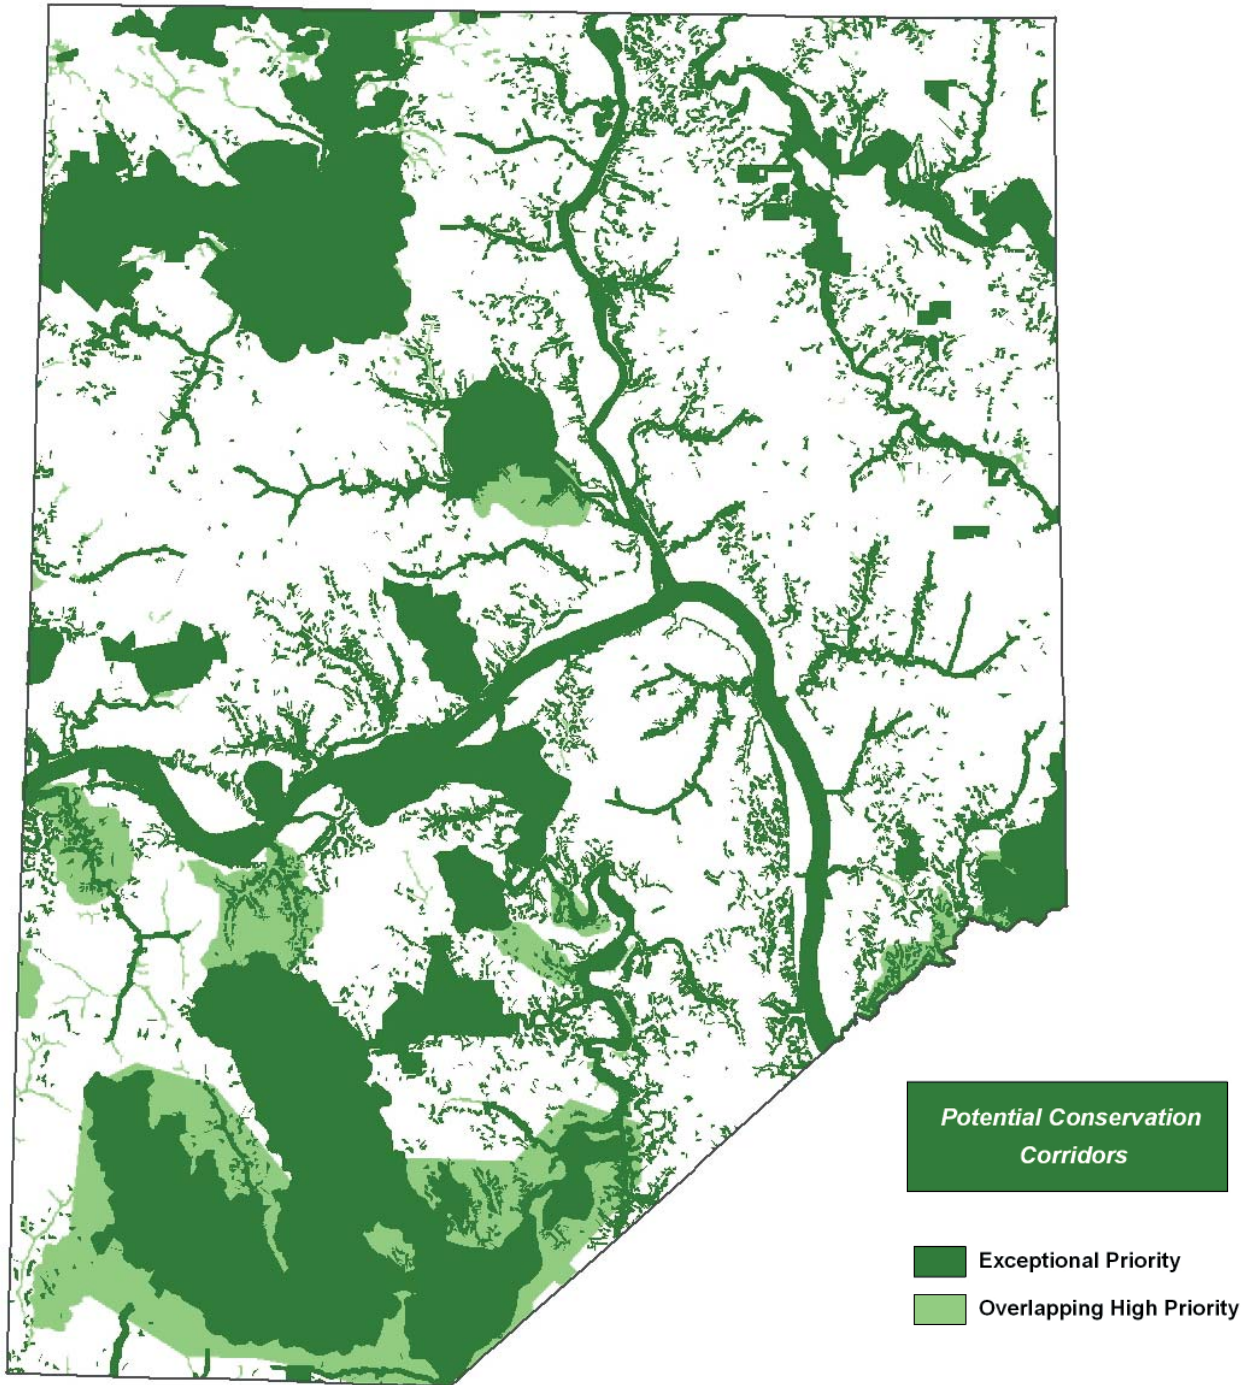 Potential Conservation
Corridors
Exceptional Priority
Overlapping High Priority